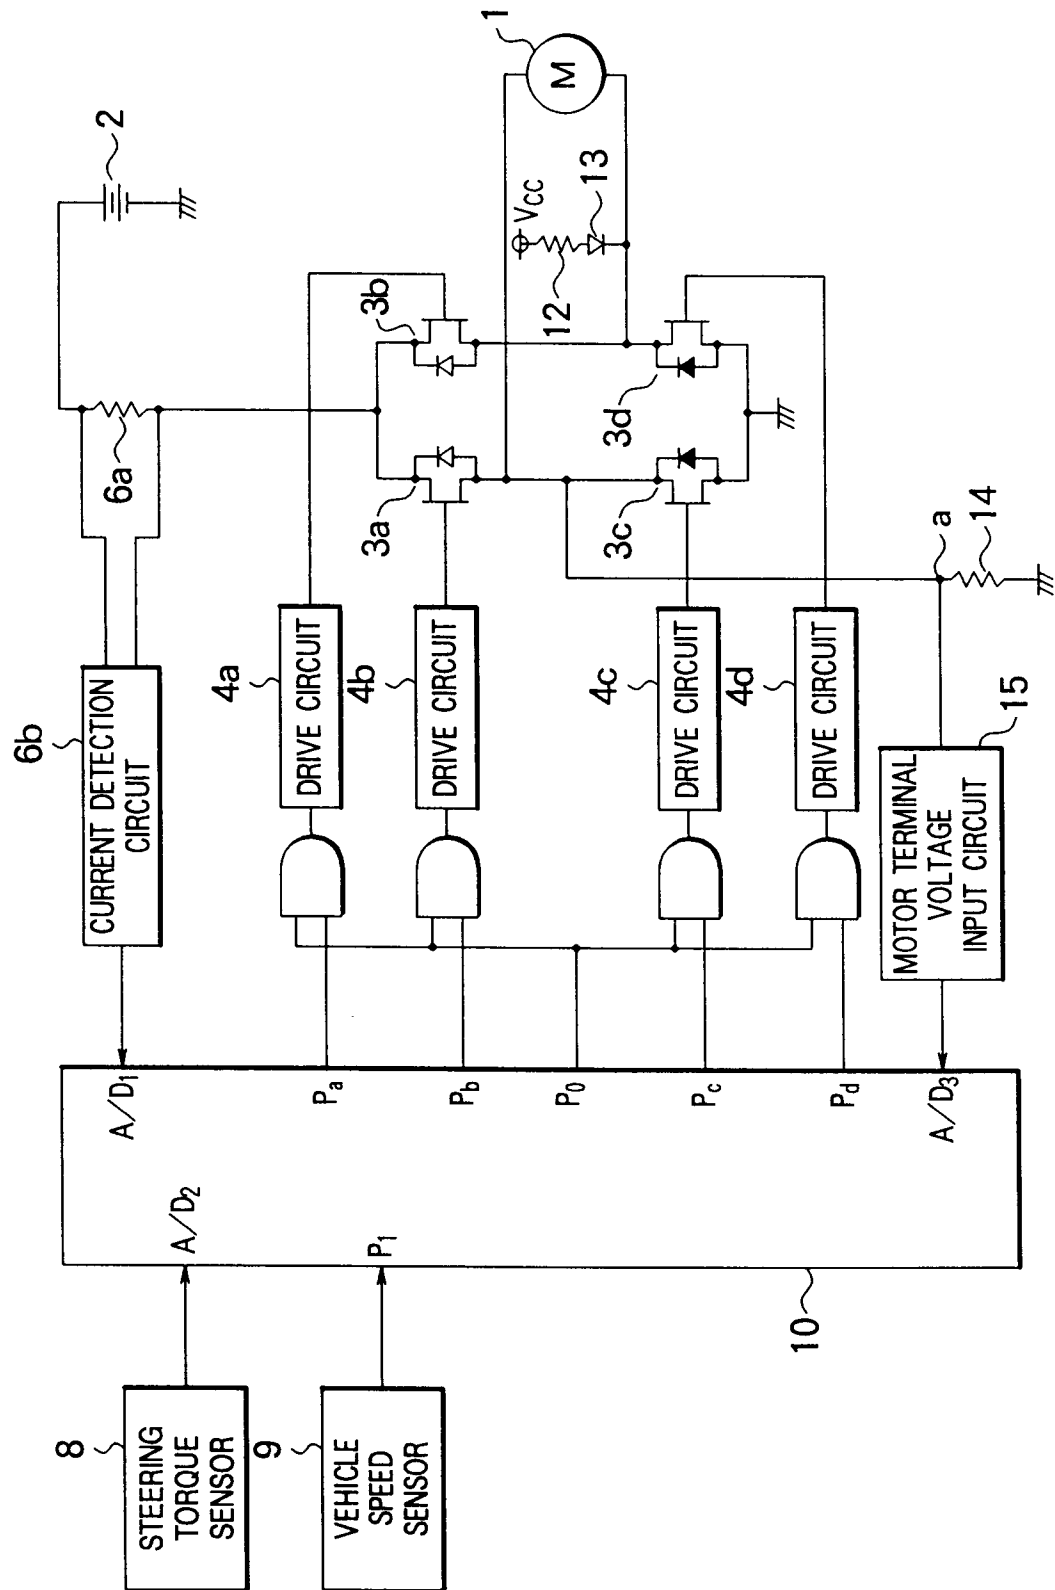 8
STEERING
TORQUE
SENSOR
9
VEHICLE
SPEED
SENSOR
10
A/D2
P1
A/D1
Pa
Pb
P0
Pc
Pd
A/D3
6b
CURRENT DETECTION
CIRCUIT
4a
DRIVE CIRCUIT
4b
DRIVE CIRCUIT
4c
DRIVE CIRCUIT
4d
DRIVE CIRCUIT
15
MOTOR TERMINAL
VOLTAGE
INPUT CIRCUIT
6a
2
3a
3b
3c
3d
a
14
12
13
VCC
1
M